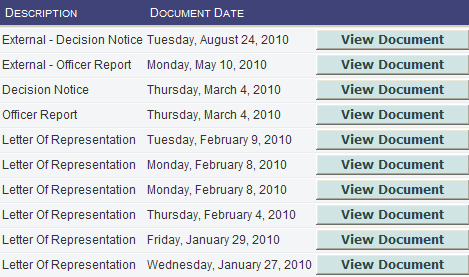 DESCRIPTION DOCUMENT DATE
External - Decision Notice Tuesday, August 24, 2010 View Document
External - Officer Report Monday, May 10, 2010 View Document
Decision Notice Thursday, March 4, 2010 View Document
Officer Report Thursday, March 4, 2010 View Document
Letter Of Representation Tuesday, February 9, 2010 View Document
Letter Of Representation Monday, February 8, 2010 View Document
Letter Of Representation Monday, February 8, 2010 View Document
Letter Of Representation Thursday, February 4, 2010 View Document
Letter Of Representation Friday, January 29, 2010 View Document
Letter Of Representation Wednesday, January 27, 2010 View Document